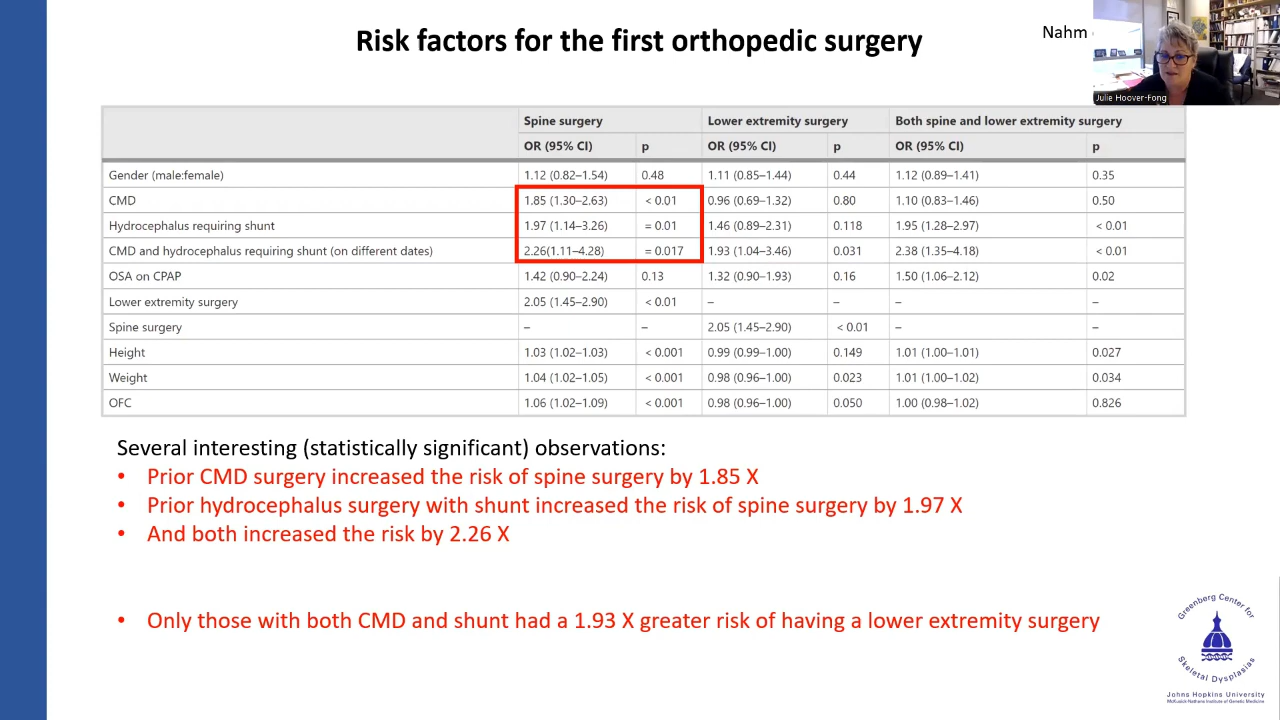 Risk factors for the first orthopedic surgery
Nahm
Julie Hoover-Fong
Spine surgery Lower extremity surgery Both spine and lower extremity surgery
OR (95% CI) p OR (95% CI) p OR (95% CI) p
Gender (male:female) 1.12 (0.82–1.54) 0.48 1.11 (0.85–1.44) 0.44 1.12 (0.89–1.41) 0.35
CMD 1.85 (1.30–2.63) < 0.01 0.96 (0.69–1.32) 0.80 1.10 (0.83–1.46) 0.50
Hydrocephalus requiring shunt 1.97 (1.14–3.26) = 0.01 1.46 (0.89–2.31) 0.118 1.95 (1.28–2.97) < 0.01
CMD and hydrocephalus requiring shunt (on different dates) 2.26(1.11–4.28) = 0.017 1.93 (1.04–3.46) 0.031 2.38 (1.35–4.18) < 0.01
OSA on CPAP 1.42 (0.90–2.24) 0.13 1.32 (0.90–1.93) 0.16 1.50 (1.06–2.12) 0.02
Lower extremity surgery 2.05 (1.45–2.90) < 0.01 – – – –
Spine surgery – – 2.05 (1.45–2.90) < 0.01 – –
Height 1.03 (1.02–1.03) < 0.001 0.99 (0.99–1.00) 0.149 1.01 (1.00–1.01) 0.027
Weight 1.04 (1.02–1.05) < 0.001 0.98 (0.96–1.00) 0.023 1.01 (1.00–1.02) 0.034
OFC 1.06 (1.02–1.09) < 0.001 0.98 (0.96–1.00) 0.050 1.00 (0.98–1.02) 0.826
Several interesting (statistically significant) observations:
• Prior CMD surgery increased the risk of spine surgery by 1.85 X
• Prior hydrocephalus surgery with shunt increased the risk of spine surgery by 1.97 X
• And both increased the risk by 2.26 X
• Only those with both CMD and shunt had a 1.93 X greater risk of having a lower extremity surgery
Greenberg Center for
Skeletal Dysplasias
Johns Hopkins University
McKusick-Nathans Institute of Genetic Medicine